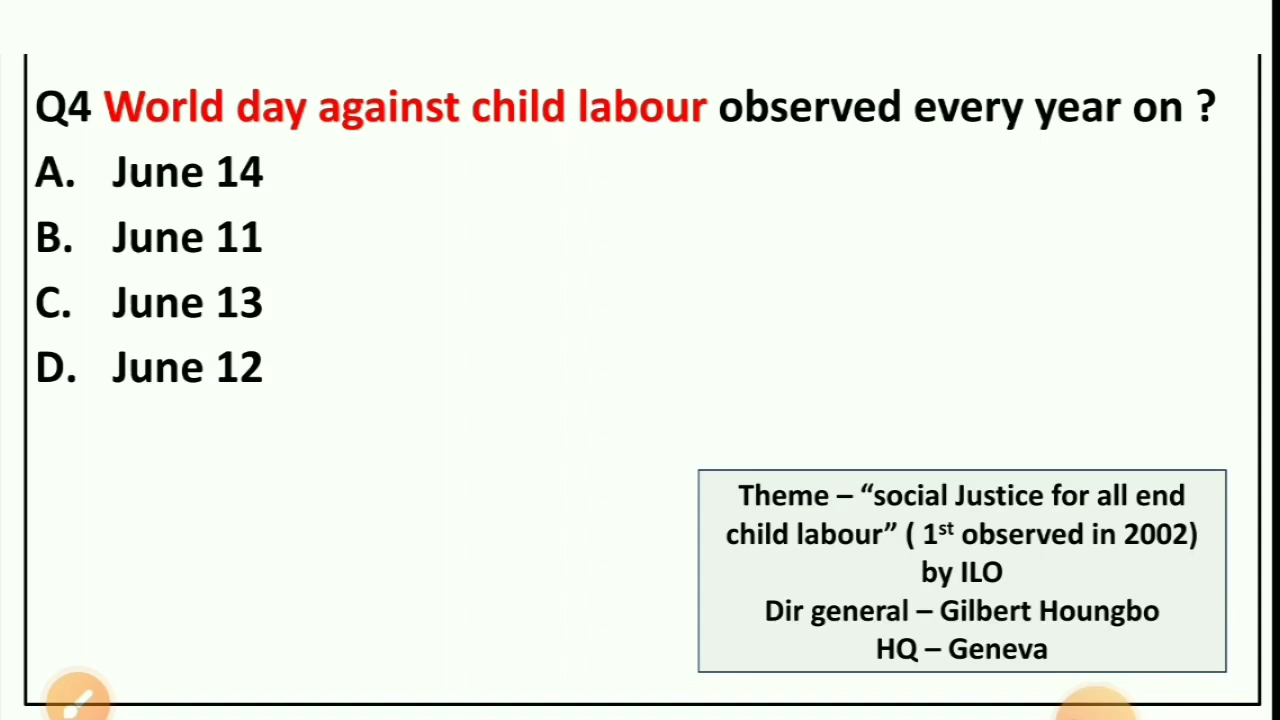 Q4 World day against child labour observed every year on ?
A. June 14
B. June 11
C. June 13
D. June 12
Theme – “social Justice for all end
child labour” ( 1st observed in 2002)
by ILO
Dir general – Gilbert Houngbo
HQ – Geneva